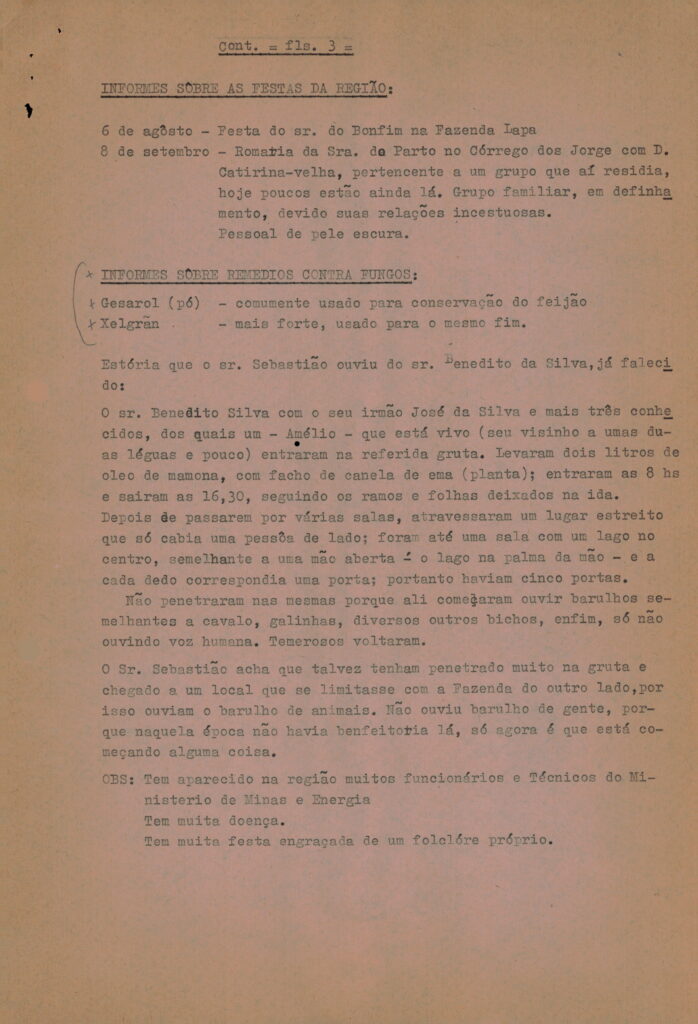 Cont. = fls. 3 =
INFORMES SÔBRE AS FESTAS DA REGIÃO:
6 de agôsto - Festa do sr. do Bonfim na Fazenda Lapa
8 de setembro - Romaria da Sra. do Parto no Córrego dos Jorge com D.
Catirina-velha, pertencente a um grupo que aí residia,
hoje poucos estão ainda lá. Grupo familiar, em definha
mento, devido suas relações incestuosas.
Pessoal de pele escura.
x INFORMES SÔBRE REMEDIOS CONTRA FUNGOS:
x Gesarol (pó) - comumente usado para conservação do feijão
x Xelgrãn - mais forte, usado para o mesmo fim.
Estória que o sr. Sebastião ouviu do sr. Benedito da Silva,já faleci
do:
O sr. Benedito Silva com o seu irmão José da Silva e mais três conhe
cidos, dos quais um - Amélio - que está vivo (seu visinho a umas du-
as léguas e pouco) entraram na referida gruta. Levaram dois litros de
oleo de mamona, com facho de canela de ema (planta); entraram as 8 hs
e sairam as 16,30, seguindo os ramos e folhas deixados na ida.
Depois de passarem por várias salas, atravessaram um lugar estreito
que só cabia uma pessôa de lado; foram até uma sala com um lago no
centro, semelhante a uma mão aberta - o lago na palma da mão - e a
cada dedo correspondia uma porta; portanto haviam cinco portas.
Não penetraram nas mesmas porque ali começaram ouvir barulhos se-
melhantes a cavalo, galinhas, diversos outros bichos, enfim, só não
ouvindo voz humana. Temerosos voltaram.
O Sr. Sebastião acha que talvez tenham penetrado muito na gruta e
chegado a um local que se limitasse com a Fazenda do outro lado,por
isso ouviam o barulho de animais. Não ouviu barulho de gente, por-
que naquela época não havia benfeitoria lá, só agora é que está co-
meçando alguma coisa.
OBS: Tem aparecido na região muitos funcionários e Técnicos do Mi-
nisterio de Minas e Energia
Tem muita doença.
Tem muita festa engraçada de um folclóre próprio.